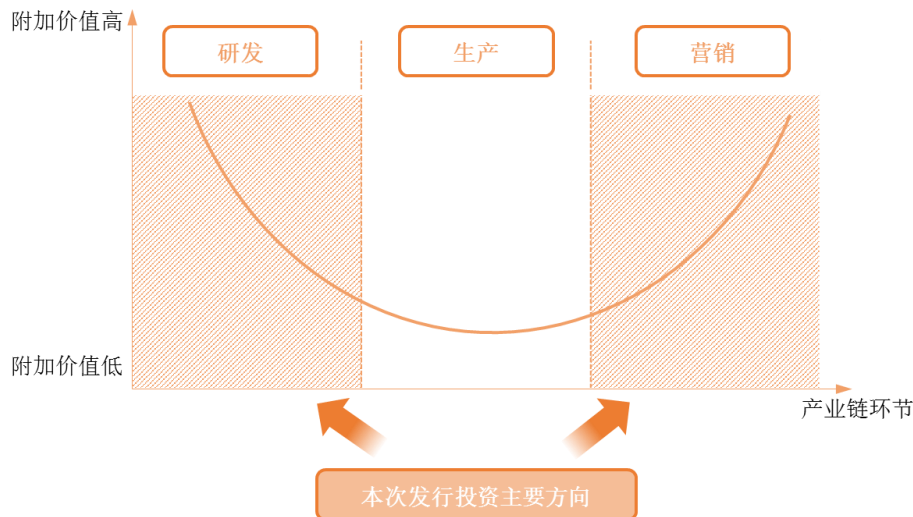 附加价值高
研发
生产
营销
附加价值低
产业链环节
本次发行投资主要方向